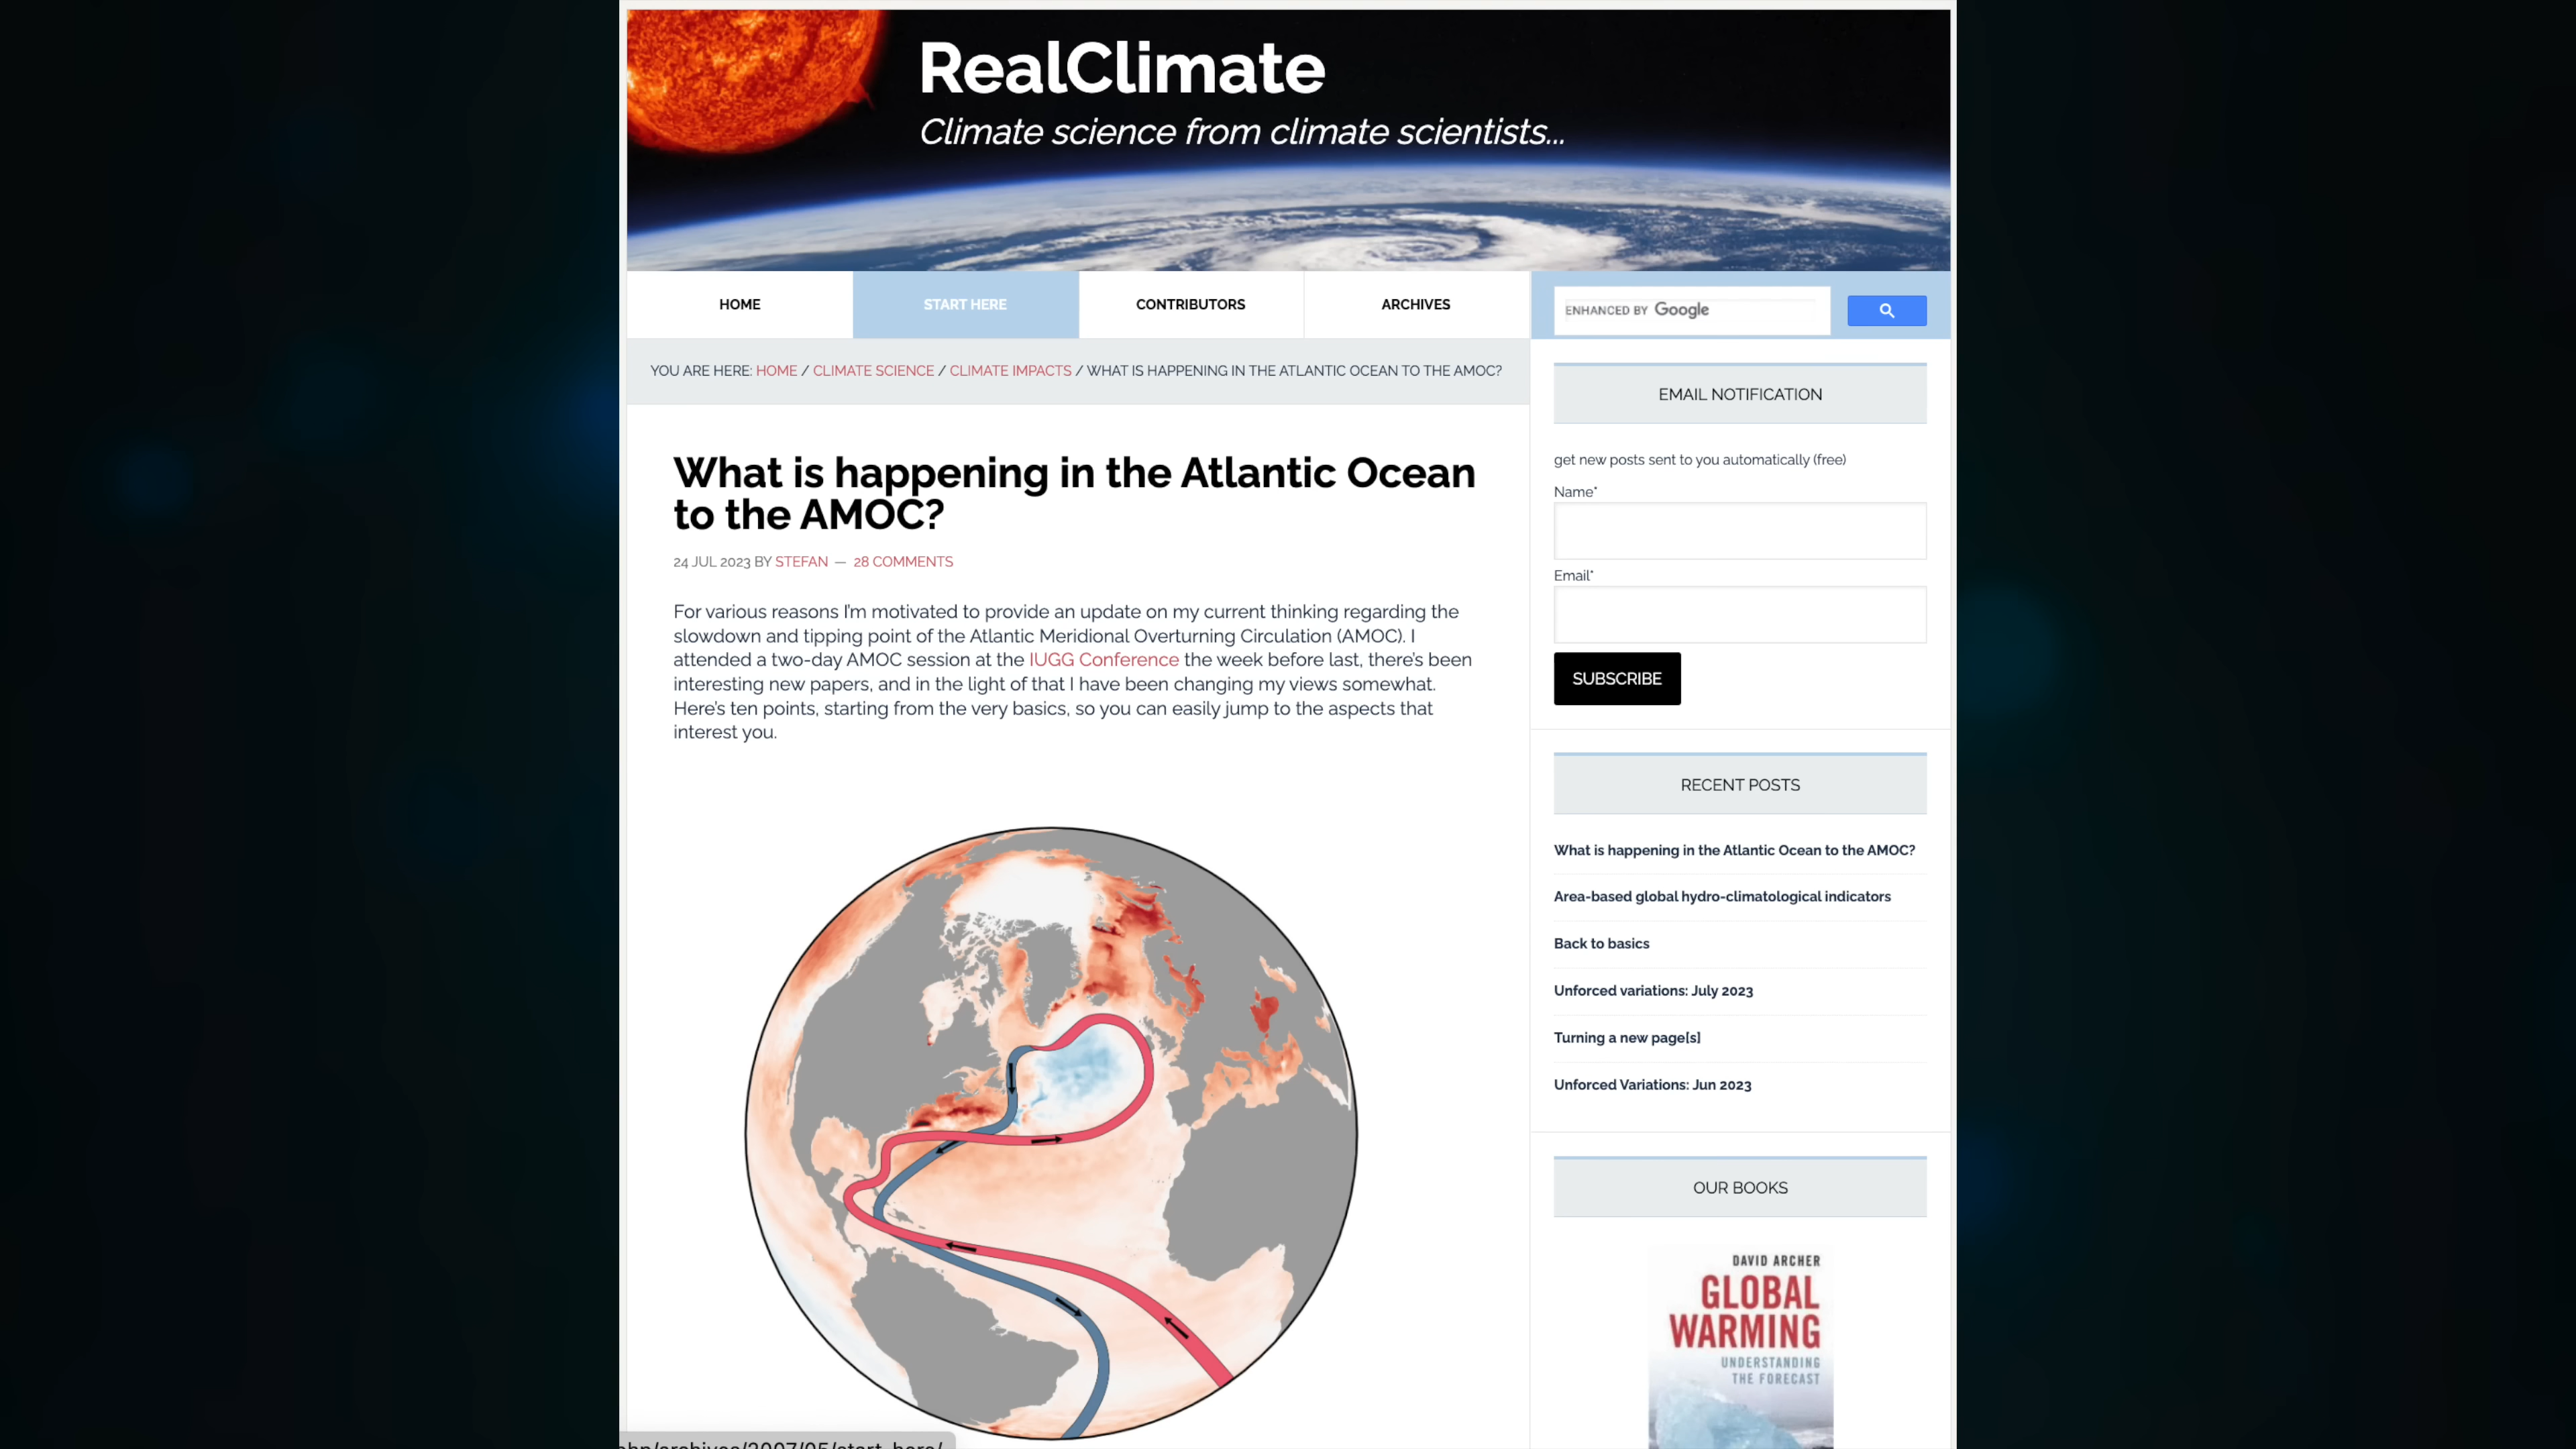 RealClimate
Climate science from climate scientists...
HOME
START HERE
CONTRIBUTORS
ARCHIVES
ENHANCED BY Google
YOU ARE HERE: HOME / CLIMATE SCIENCE / CLIMATE IMPACTS / WHAT IS HAPPENING IN THE ATLANTIC OCEAN TO THE AMOC?
What is happening in the Atlantic Ocean
to the AMOC?
24 JUL 2023 BY STEFAN — 28 COMMENTS
For various reasons I'm motivated to provide an update on my current thinking regarding the
slowdown and tipping point of the Atlantic Meridional Overturning Circulation (AMOC). I
attended a two-day AMOC session at the IUGG Conference the week before last, there's been
interesting new papers, and in the light of that I have been changing my views somewhat.
Here's ten points, starting from the very basics, so you can easily jump to the aspects that
interest you.
EMAIL NOTIFICATION
get new posts sent to you automatically (free)
Name*
Email*
SUBSCRIBE
RECENT POSTS
What is happening in the Atlantic Ocean to the AMOC?
Area-based global hydro-climatological indicators
Back to basics
Unforced variations: July 2023
Turning a new page[s]
Unforced Variations: Jun 2023
OUR BOOKS
DAVID ARCHER
GLOBAL
WARMING
UNDERSTANDING
THE FORECAST